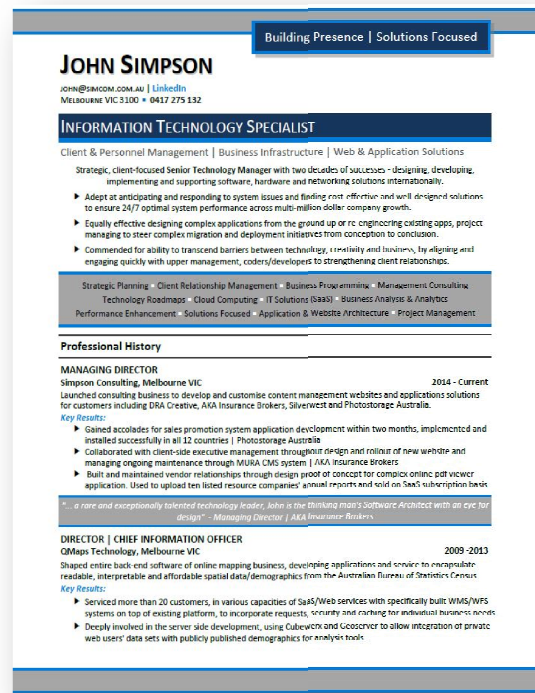 Building Presence | Solutions Focused
JOHN SIMPSON
JOHN@SIMCOM.COM.AU | LinkedIn
MELBOURNE VIC 3100 ▪ 0417 275 132
INFORMATION TECHNOLOGY SPECIALIST
Client & Personnel Management | Business Infrastructure | Web & Application Solutions
Strategic, client-focused Senior Technology Manager with two decades of successes - designing, developing,
implementing and supporting software, hardware and networking solutions internationally.
Adept at anticipating and responding to system issues and finding cost effective and well designed solutions
to ensure 24/7 optimal system performance across multi-million dollar company growth.
Equally effective designing complex applications from the ground up or re engineering existing apps, project
managing to steer complex migration and deployment initiatives from conception to conclusion.
Commended for ability to transcend barriers between technology, creativity and business, by aligning and
engaging quickly with upper management, coders/developers to strengthening client relationships.
Strategic Planning ▪ Client Relationship Management ▪ Business Programming ▪ Management Consulting
Technology Roadmaps ▪ Cloud Computing ▪ IT Solutions (SaaS) ▪ Business Analysis & Analytics
Performance Enhancement ▪ Solutions Focused ▪ Application & Website Architecture ▪ Project Management
Professional History
MANAGING DIRECTOR
Simpson Consulting, Melbourne VIC 2014 - Current
Launched consulting business to develop and customise content management websites and applications solutions
for customers including DRA Creative, AKA Insurance Brokers, Silverwest and Photostorage Australia.
Key Results:
Gained accolades for sales promotion system application development within two months, implemented and
installed successfully in all 12 countries | Photostorage Australia
Collaborated with client-side executive management throughout design and rollout of new website and
managing ongoing maintenance through MURA CMS system | AKA Insurance Brokers
Built and maintained vendor relationships through design proof of concept for complex online pdf viewer
application. Used to upload ten listed resource companies' annual reports and sold on SaaS subscription basis
"... a rare and exceptionally talented technology leader, John is the thinking man's Software Architect with an eye for
design" – Managing Director | AKA Insurance Brokers
DIRECTOR | CHIEF INFORMATION OFFICER
QMaps Technology, Melbourne VIC 2009 -2013
Shaped entire back-end software of online mapping business, developing applications and service to encapsulate
readable, interpretable and affordable spatial data/demographics from the Australian Bureau of Statistics Census
Key Results:
Serviced more than 20 customers, in various capacities of SaaS/Web services with specifically built WMS/WFS
systems on top of existing platform, to incorporate requests, security and caching for individual business needs
Deeply involved in the server side development, using Cubewerx and Geoserver to allow integration of private
web users' data sets with publicly published demographics for analysis tools